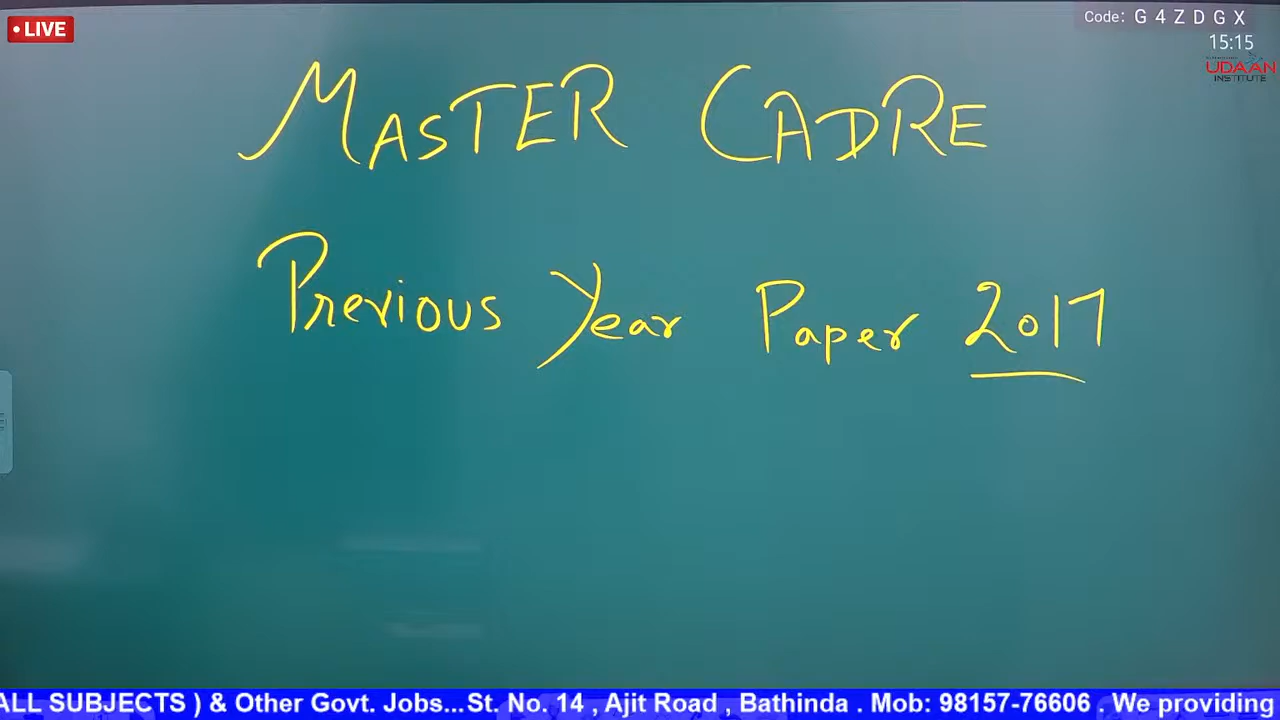 LIVE
Code: G 4 Z D G X
15:15
UDAAN
INSTITUTE
MASTER CADRE
Previous Year Paper 2017
ALL SUBJECTS ) & Other Govt. Jobs...St. No. 14 , Ajit Road , Bathinda . Mob: 98157-76606 . We providing